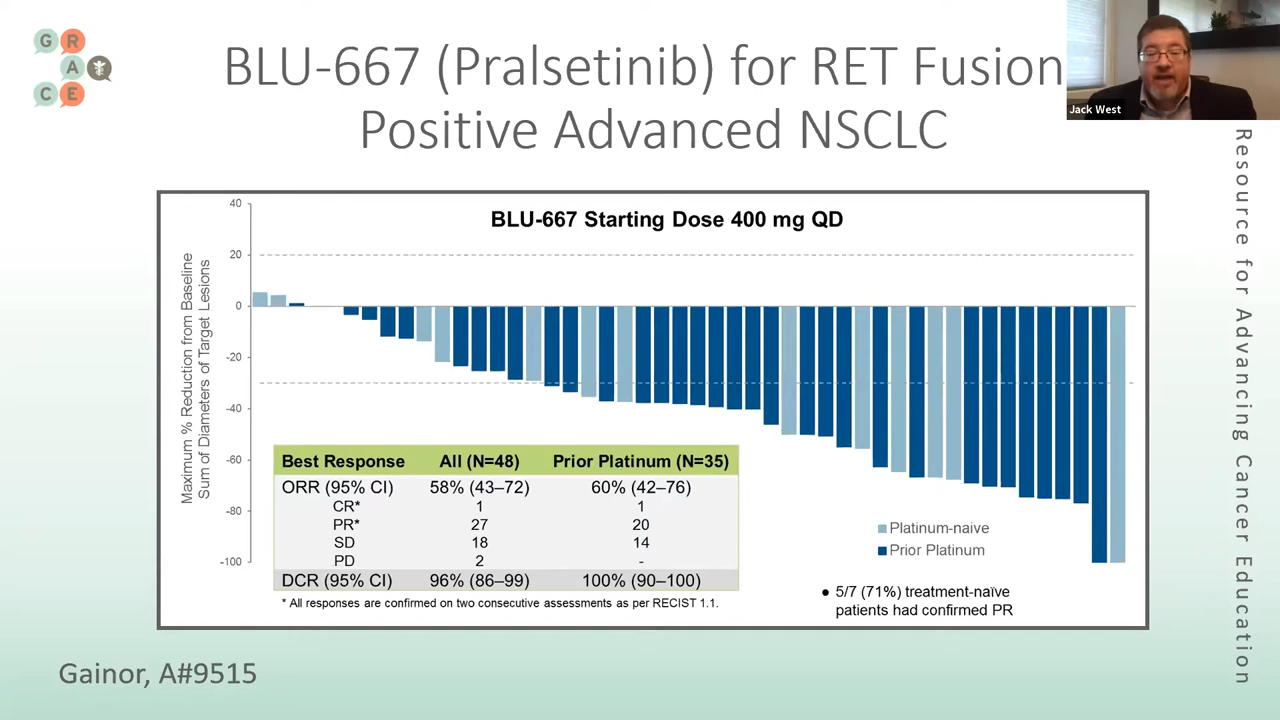 G R
A
C E
BLU-667 (Pralsetinib) for RET Fusion
Positive Advanced NSCLC
Jack West
Resource for Advancing Cancer Education
BLU-667 Starting Dose 400 mg QD
Maximum % Reduction from Baseline
Sum of Diameters of Target Lesions
40
20
0
-20
-40
-60
-80
-100
Best Response All (N=48) Prior Platinum (N=35)
ORR (95% CI) 58% (43–72) 60% (42–76)
CR* 1 1
PR* 27 20
SD 18 14
PD 2 -
DCR (95% CI) 96% (86–99) 100% (90–100)
* All responses are confirmed on two consecutive assessments as per RECIST 1.1.
Platinum-naive
Prior Platinum
● 5/7 (71%) treatment-naïve
patients had confirmed PR
Gainor, A#9515